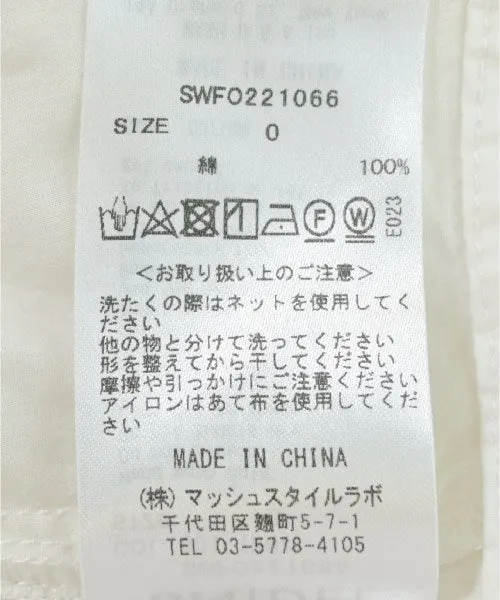 SWFO221066
SIZE 0
綿 100%
F W E023
<お取り扱い上のご注意>
洗たくの際はネットを使用してく
ださい
他の物と分けて洗ってください
形を整えてから干してください
摩擦や引っかけにご注意ください
アイロンはあて布を使用してくだ
さい
MADE IN CHINA
(株) マッシュスタイルラボ
千代田区麹町5-7-1
TEL 03-5778-4105